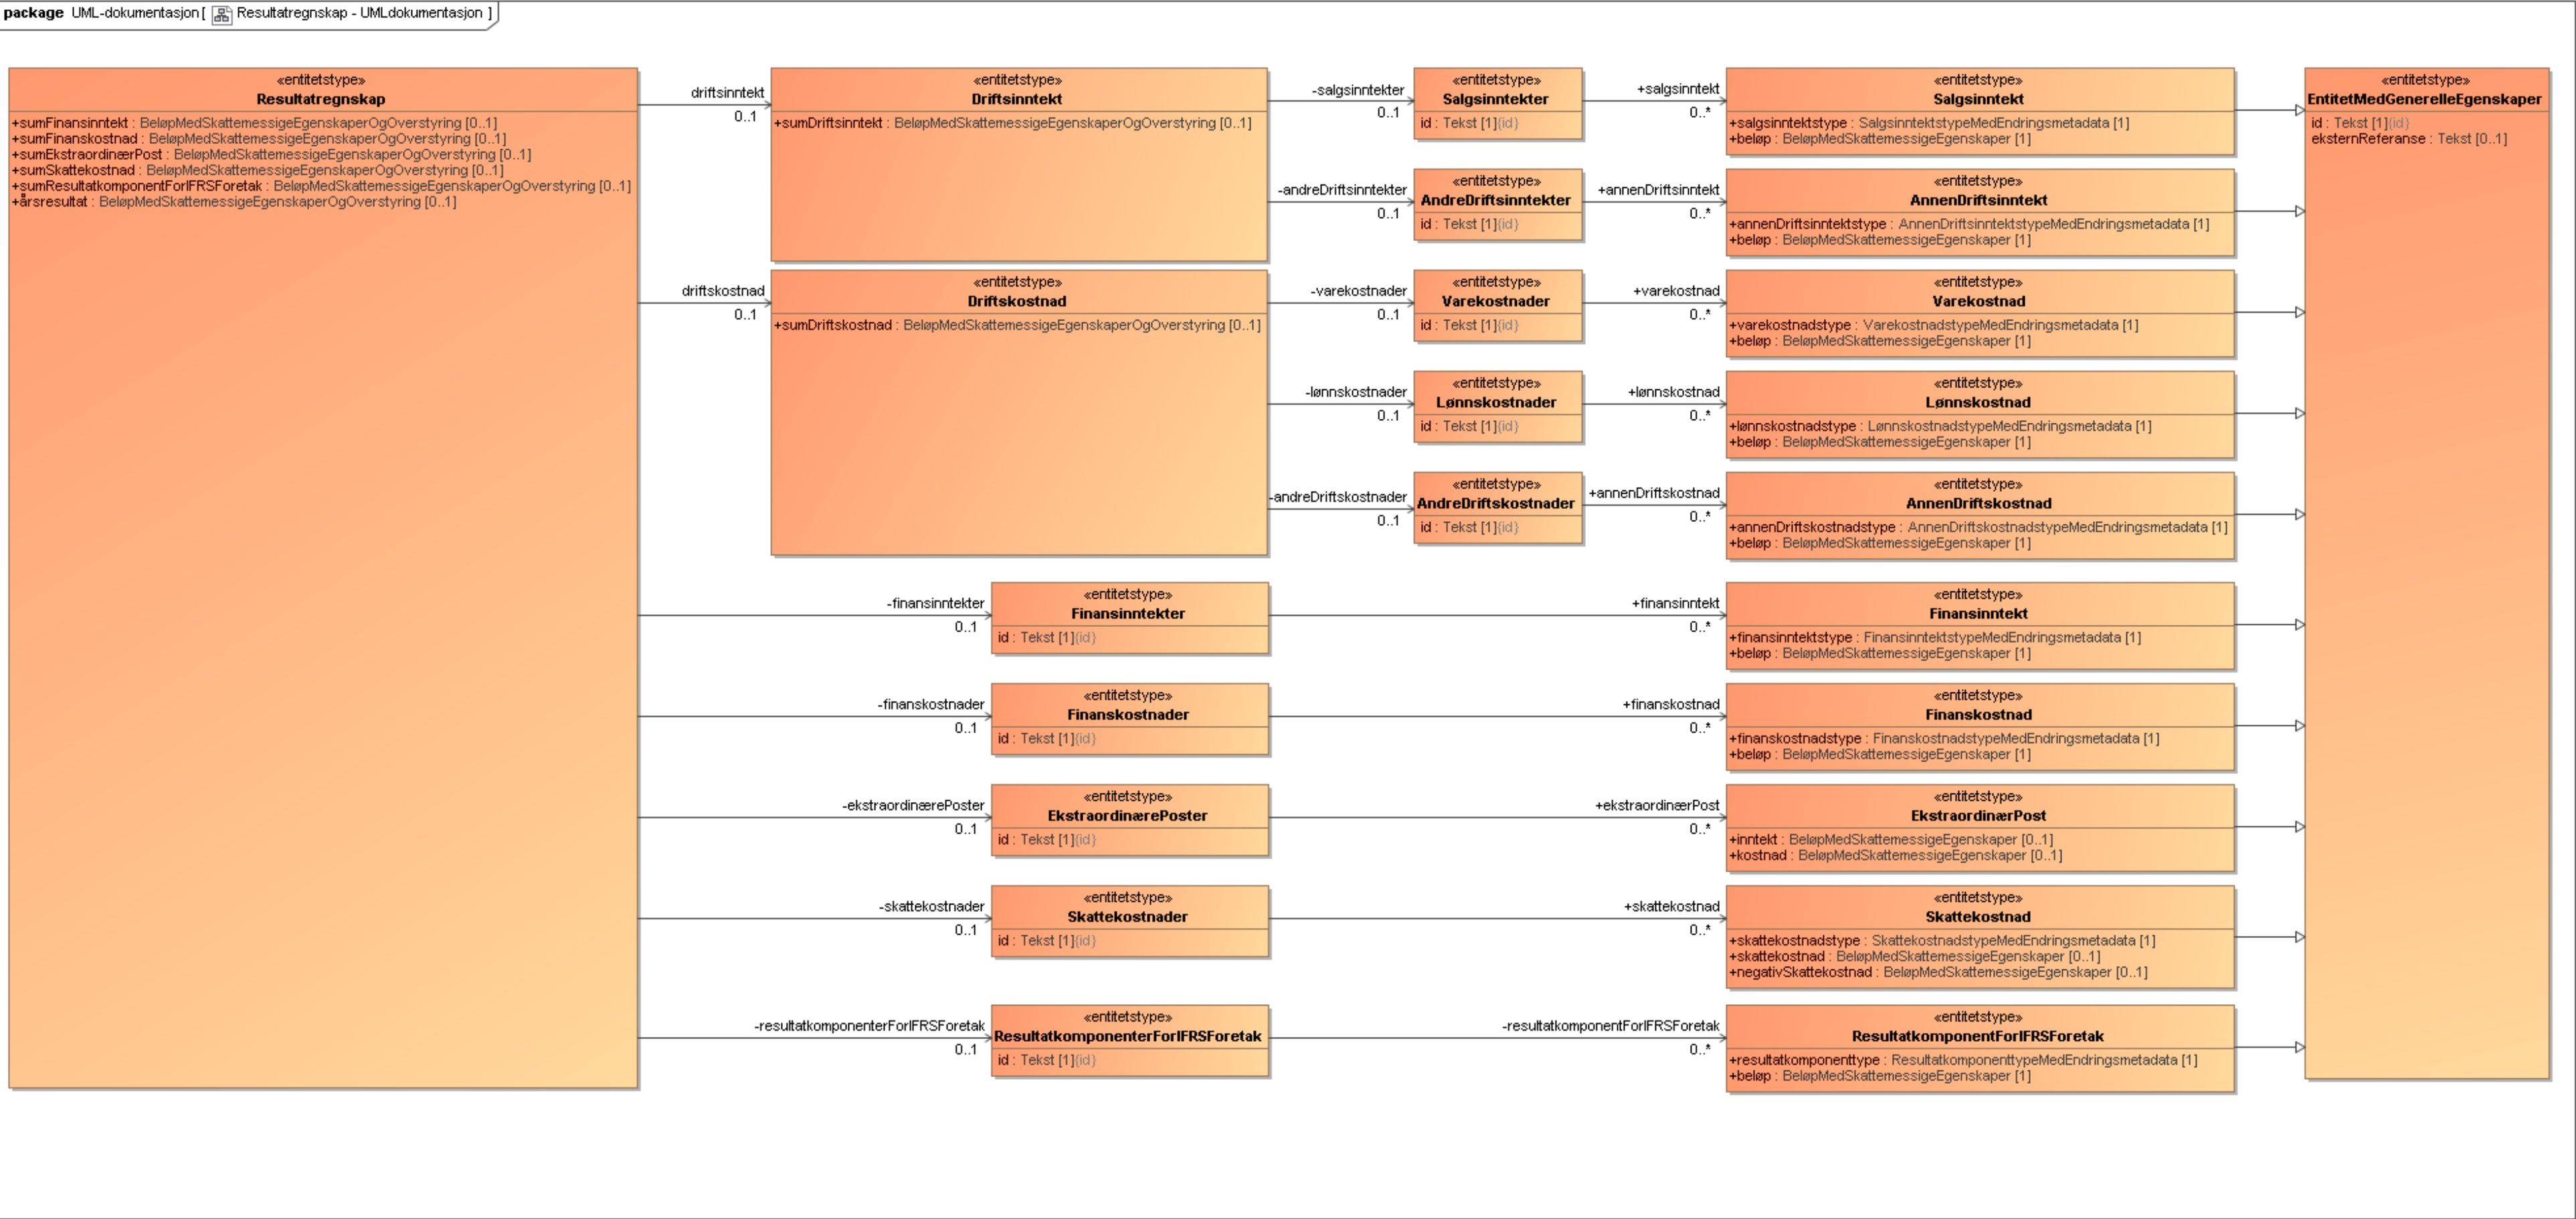 package UML-dokumentasjon [ Resultatregnskap - UMLdokumentasjon ]
«entitetstype»
Resultatregnskap
+sumFinansinntekt : BeløpMedSkattemessigeEgenskaperOgOverstyring [0..1]
+sumFinanskostnad : BeløpMedSkattemessigeEgenskaperOgOverstyring [0..1]
+sumEkstraordinærPost : BeløpMedSkattemessigeEgenskaperOgOverstyring [0..1]
+sumSkattekostnad : BeløpMedSkattemessigeEgenskaperOgOverstyring [0..1]
+sumResultatkomponentForIFRSForetak : BeløpMedSkattemessigeEgenskaperOgOverstyring [0..1]
+årsresultat : BeløpMedSkattemessigeEgenskaperOgOverstyring [0..1]
driftsinntekt
0..1
«entitetstype»
Driftsinntekt
+sumDriftsinntekt : BeløpMedSkattemessigeEgenskaperOgOverstyring [0..1]
-salgsinntekter
0..1
«entitetstype»
Salgsinntekter
id : Tekst [1]{id}
+salgsinntekt
0..*
«entitetstype»
Salgsinntekt
+salgsinntektstype : SalgsinntektstypeMedEndringsmetadata [1]
+beløp : BeløpMedSkattemessigeEgenskaper [1]
«entitetstype»
EntitetMedGenerelleEgenskaper
id : Tekst [1]{id}
eksternReferanse : Tekst [0..1]
-andreDriftsinntekter
0..1
«entitetstype»
AndreDriftsinntekter
id : Tekst [1]{id}
+annenDriftsinntekt
0..*
«entitetstype»
AnnenDriftsinntekt
+annenDriftsinntektstype : AnnenDriftsinntektstypeMedEndringsmetadata [1]
+beløp : BeløpMedSkattemessigeEgenskaper [1]
driftskostnad
0..1
«entitetstype»
Driftskostnad
+sumDriftskostnad : BeløpMedSkattemessigeEgenskaperOgOverstyring [0..1]
-varekostnader
0..1
«entitetstype»
Varekostnader
id : Tekst [1]{id}
+varekostnad
0..*
«entitetstype»
Varekostnad
+varekostnadstype : VarekostnadstypeMedEndringsmetadata [1]
+beløp : BeløpMedSkattemessigeEgenskaper [1]
-lønnskostnader
0..1
«entitetstype»
Lønnskostnader
id : Tekst [1]{id}
+lønnskostnad
0..*
«entitetstype»
Lønnskostnad
+lønnskostnadstype : LønnskostnadstypeMedEndringsmetadata [1]
+beløp : BeløpMedSkattemessigeEgenskaper [1]
-andreDriftskostnader
0..1
«entitetstype»
AndreDriftskostnader
id : Tekst [1]{id}
+annenDriftskostnad
0..*
«entitetstype»
AnnenDriftskostnad
+annenDriftskostnadstype : AnnenDriftskostnadstypeMedEndringsmetadata [1]
+beløp : BeløpMedSkattemessigeEgenskaper [1]
-finansinntekter
0..1
«entitetstype»
Finansinntekter
id : Tekst [1]{id}
+finansinntekt
0..*
«entitetstype»
Finansinntekt
+finansinntektstype : FinansinntektstypeMedEndringsmetadata [1]
+beløp : BeløpMedSkattemessigeEgenskaper [1]
-finanskostnader
0..1
«entitetstype»
Finanskostnader
id : Tekst [1]{id}
+finanskostnad
0..*
«entitetstype»
Finanskostnad
+finanskostnadstype : FinanskostnadstypeMedEndringsmetadata [1]
+beløp : BeløpMedSkattemessigeEgenskaper [1]
-ekstraordinærePoster
0..1
«entitetstype»
EkstraordinærePoster
id : Tekst [1]{id}
+ekstraordinærPost
0..*
«entitetstype»
EkstraordinærPost
+inntekt : BeløpMedSkattemessigeEgenskaper [0..1]
+kostnad : BeløpMedSkattemessigeEgenskaper [0..1]
-skattekostnader
0..1
«entitetstype»
Skattekostnader
id : Tekst [1]{id}
+skattekostnad
0..*
«entitetstype»
Skattekostnad
+skattekostnadstype : SkattekostnadstypeMedEndringsmetadata [1]
+skattekostnad : BeløpMedSkattemessigeEgenskaper [0..1]
+negativSkattekostnad : BeløpMedSkattemessigeEgenskaper [0..1]
-resultatkomponenterForIFRSForetak
0..1
«entitetstype»
ResultatkomponenterForIFRSForetak
id : Tekst [1]{id}
-resultatkomponentForIFRSForetak
0..*
«entitetstype»
ResultatkomponentForIFRSForetak
+resultatkomponenttype : ResultatkomponenttypeMedEndringsmetadata [1]
+beløp : BeløpMedSkattemessigeEgenskaper [1]